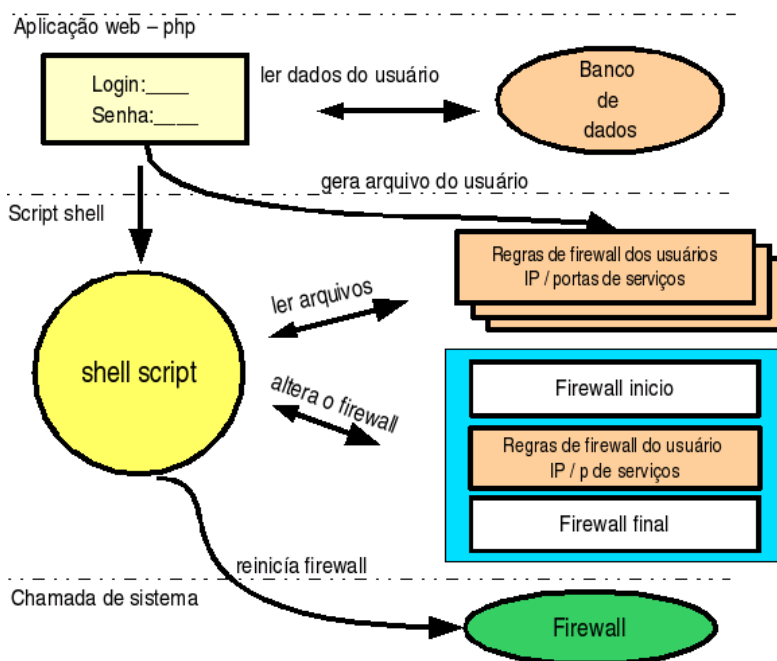 Aplicação web – php
Login:____
Senha:____
ler dados do usuário
Banco
de
dados
gera arquivo do usuário
Script shell
Regras de firewall dos usuários
IP / portas de serviços
ler arquivos
shell script
altera o firewall
Firewall inicio
Regras de firewall do usuário
IP / p de serviços
Firewall final
reinicía firewall
Chamada de sistema
Firewall